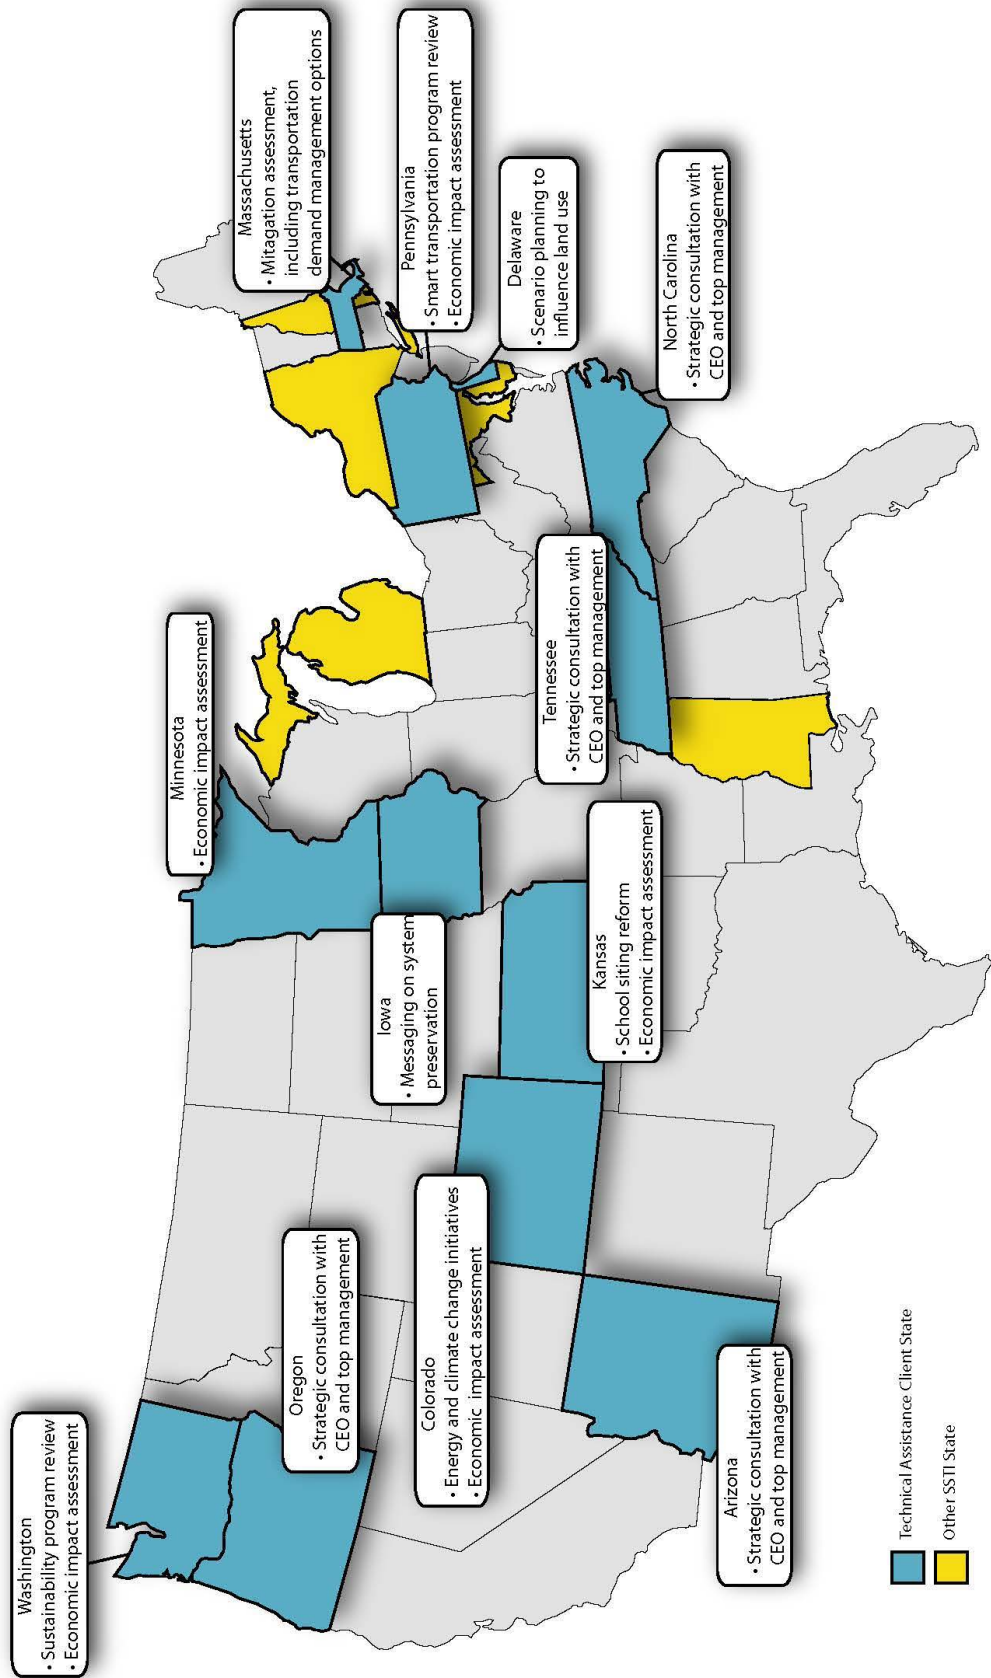 Washington
• Sustainability program review
• Economic impact assessment
Oregon
• Strategic consultation with
CEO and top management
Colorado
• Energy and climate change initiatives
• Economic impact assessment
Arizona
• Strategic consultation with
CEO and top management
Minnesota
• Economic impact assessment
Iowa
• Messaging on system
preservation
Kansas
• School siting reform
• Economic impact assessment
Tennessee
• Strategic consultation with
CEO and top management
Massachusetts
• Mitagation assessment,
including transportation
demand management options
Pennsylvania
• Smart transportation program review
• Economic impact assessment
Delaware
• Scenario planning to
influence land use
North Carolina
• Strategic consultation with
CEO and top management
Technical Assistance Client State
Other SSTI State